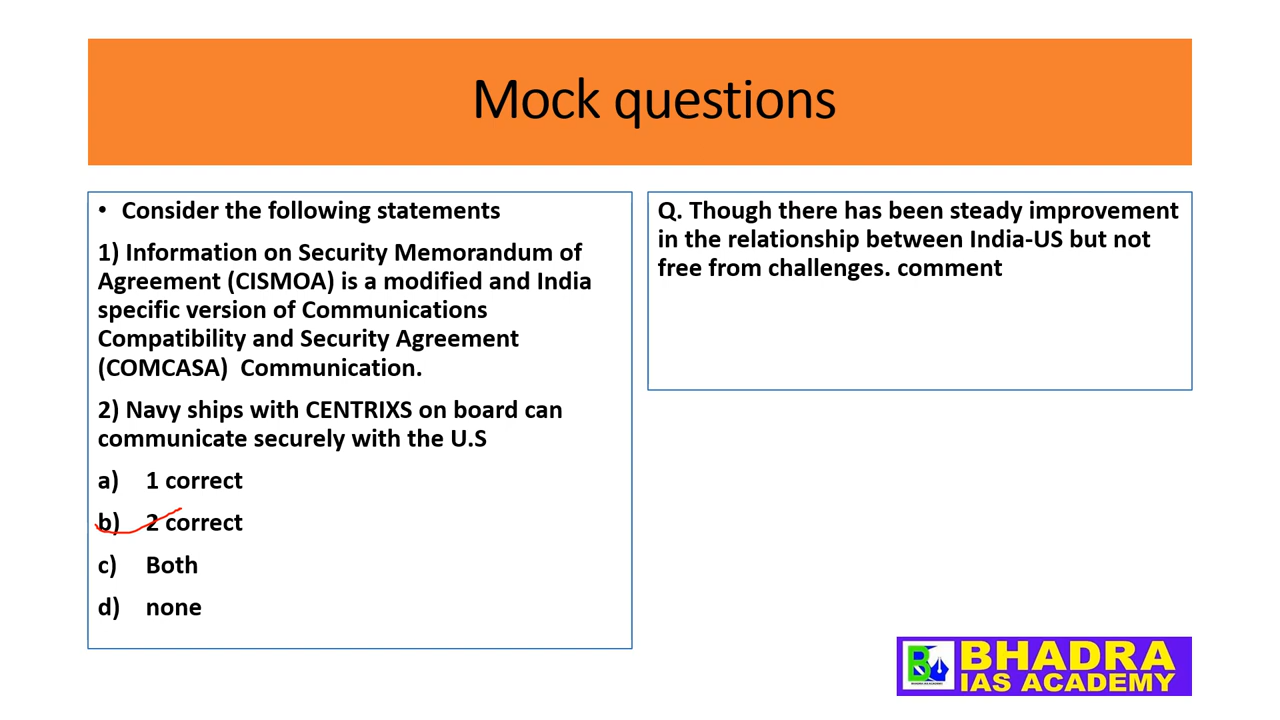 Mock questions
• Consider the following statements
1) Information on Security Memorandum of
Agreement (CISMOA) is a modified and India
specific version of Communications
Compatibility and Security Agreement
(COMCASA)  Communication.
2) Navy ships with CENTRIXS on board can
communicate securely with the U.S
a) 1 correct
b) 2 correct
c) Both
d) none
Q. Though there has been steady improvement
in the relationship between India-US but not
free from challenges. comment
BHADRA
IAS ACADEMY